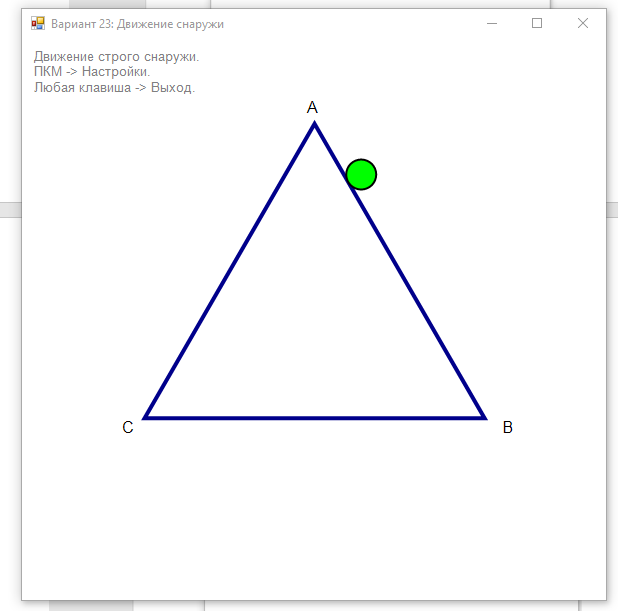 Вариант 23: Движение снаружи
Движение строго снаружи.
ПКМ -> Настройки.
Любая клавиша -> Выход.
A
C
B